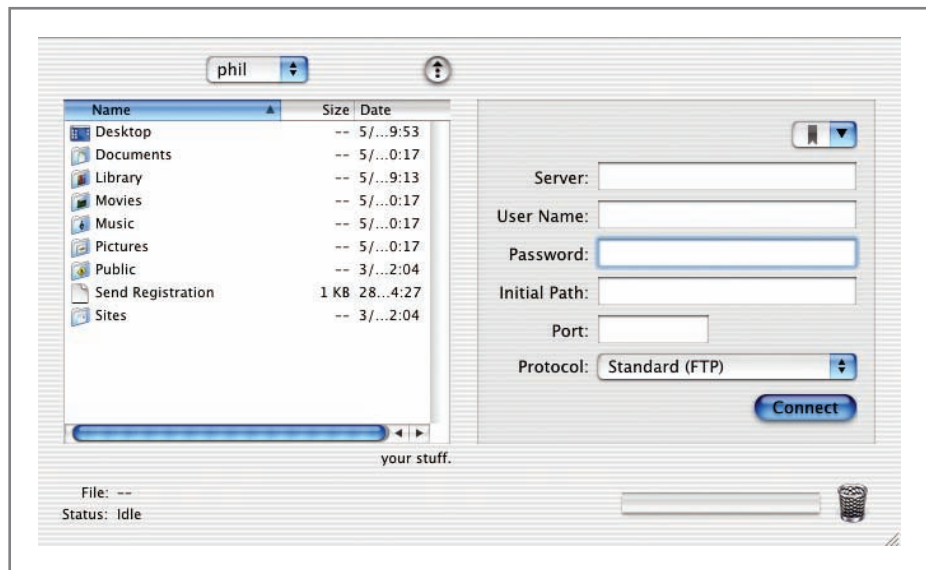 phil
Name Size Date
Desktop -- 5/...9:53
Documents -- 5/...0:17
Library -- 5/...9:13
Movies -- 5/...0:17
Music -- 5/...0:17
Pictures -- 5/...0:17
Public -- 3/...2:04
Send Registration 1 KB 28...4:27
Sites -- 3/...2:04
your stuff.
Server:
User Name:
Password:
Initial Path:
Port:
Protocol: Standard (FTP)
Connect
File: --
Status: Idle